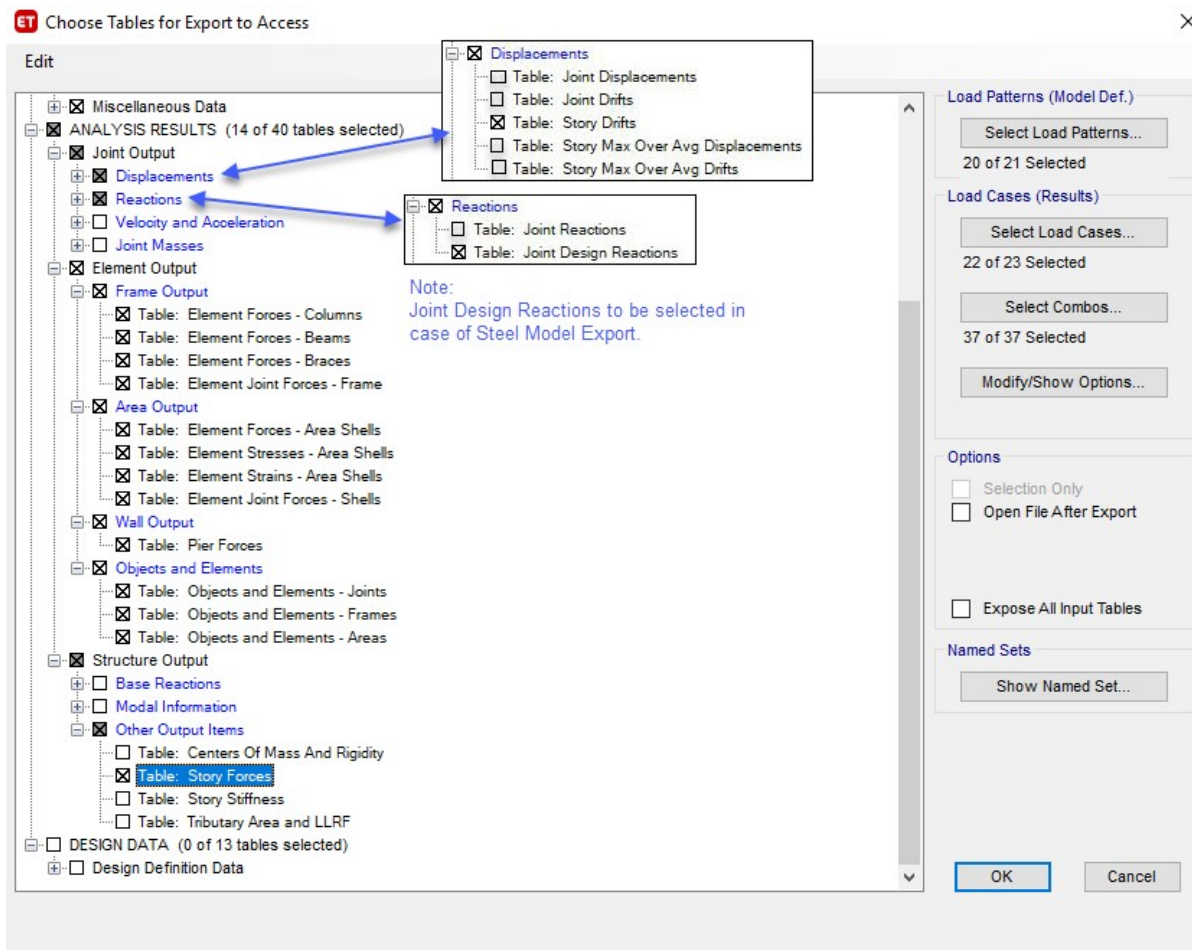 ET Choose Tables for Export to Access
Edit
Miscellaneous Data
ANALYSIS RESULTS (14 of 40 tables selected)
Joint Output
Displacements
Reactions
Velocity and Acceleration
Joint Masses
Element Output
Frame Output
Table: Element Forces - Columns
Table: Element Forces - Beams
Table: Element Forces - Braces
Table: Element Joint Forces - Frame
Area Output
Table: Element Forces - Area Shells
Table: Element Stresses - Area Shells
Table: Element Strains - Area Shells
Table: Element Joint Forces - Shells
Wall Output
Table: Pier Forces
Objects and Elements
Table: Objects and Elements - Joints
Table: Objects and Elements - Frames
Table: Objects and Elements - Areas
Structure Output
Base Reactions
Modal Information
Other Output Items
Table: Centers Of Mass And Rigidity
Table: Story Forces
Table: Story Stiffness
Table: Tributary Area and LLRF
DESIGN DATA (0 of 13 tables selected)
Design Definition Data
Displacements
Table: Joint Displacements
Table: Joint Drifts
Table: Story Drifts
Table: Story Max Over Avg Displacements
Table: Story Max Over Avg Drifts
Reactions
Table: Joint Reactions
Table: Joint Design Reactions
Note:
Joint Design Reactions to be selected in
case of Steel Model Export.
Load Patterns (Model Def.)
Select Load Patterns...
20 of 21 Selected
Load Cases (Results)
Select Load Cases...
22 of 23 Selected
Select Combos...
37 of 37 Selected
Modify/Show Options...
Options
Selection Only
Open File After Export
Expose All Input Tables
Named Sets
Show Named Set...
OK
Cancel